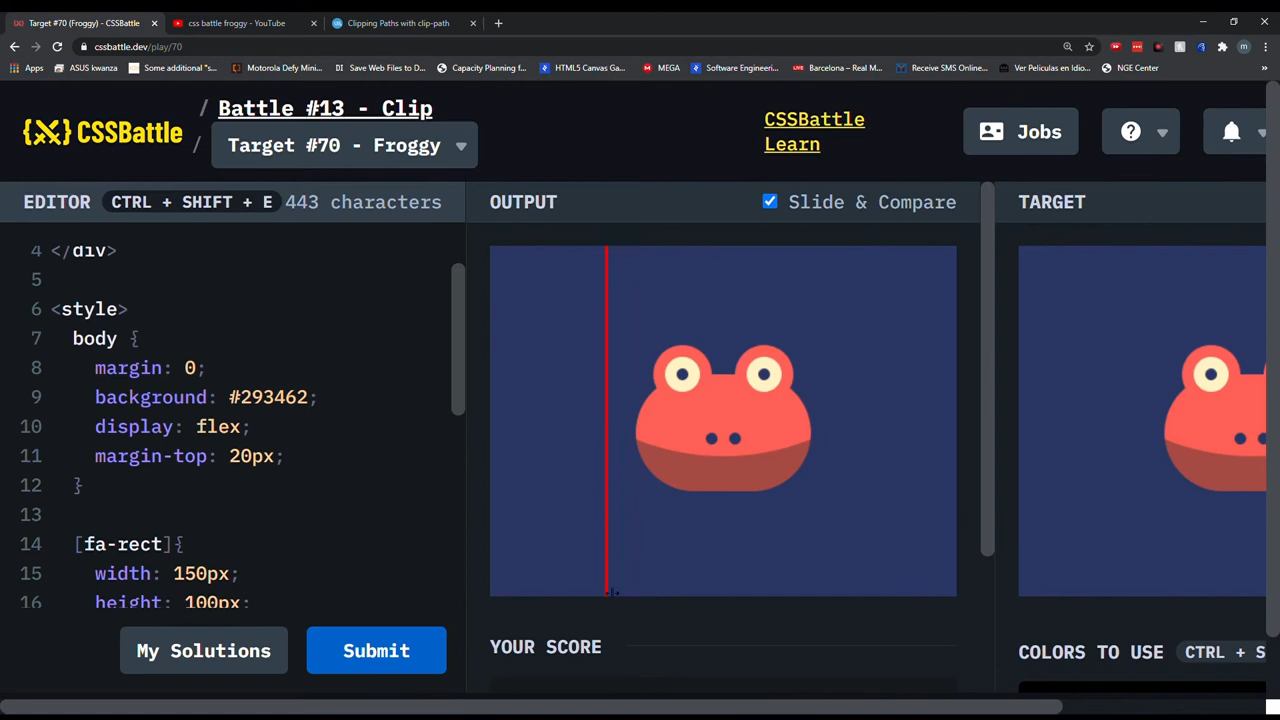 Target #70 (Froggy) - CSSBattle
css battle froggy - YouTube
Clipping Paths with clip-path
cssbattle.dev/play/70
m
Apps
ASUS kwanza
Some additional "s...
Motorola Defy Mini...
Save Web Files to D...
Capacity Planning f...
HTML5 Canvas Ga...
MEGA
Software Engineeri...
LIVE
Barcelona – Real M...
Receive SMS Online...
Ver Peliculas en Idio...
NGE Center
CSSBattle
/ Battle #13 - Clip
/ Target #70 - Froggy
CSSBattle
Learn
Jobs
EDITOR CTRL + SHIFT + E 443 characters
OUTPUT
Slide & Compare
TARGET
4 </div>
5
6 <style>
7 body {
8 margin: 0;
9 background: #293462;
10 display: flex;
11 margin-top: 20px;
12 }
13
14 [fa-rect]{
15 width: 150px;
16 height: 100px;
My Solutions
Submit
YOUR SCORE
COLORS TO USE CTRL + S